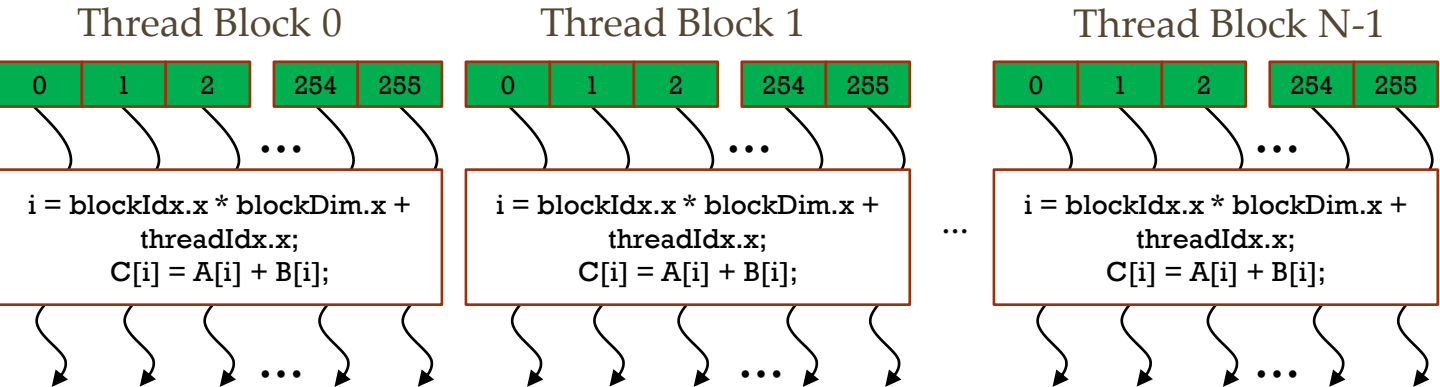 Thread Block 0
0 1 2 254 255
...
i = blockIdx.x * blockDim.x +
threadIdx.x;
C[i] = A[i] + B[i];
...
Thread Block 1
0 1 2 254 255
...
i = blockIdx.x * blockDim.x +
threadIdx.x;
C[i] = A[i] + B[i];
...
...
Thread Block N-1
0 1 2 254 255
...
i = blockIdx.x * blockDim.x +
threadIdx.x;
C[i] = A[i] + B[i];
...